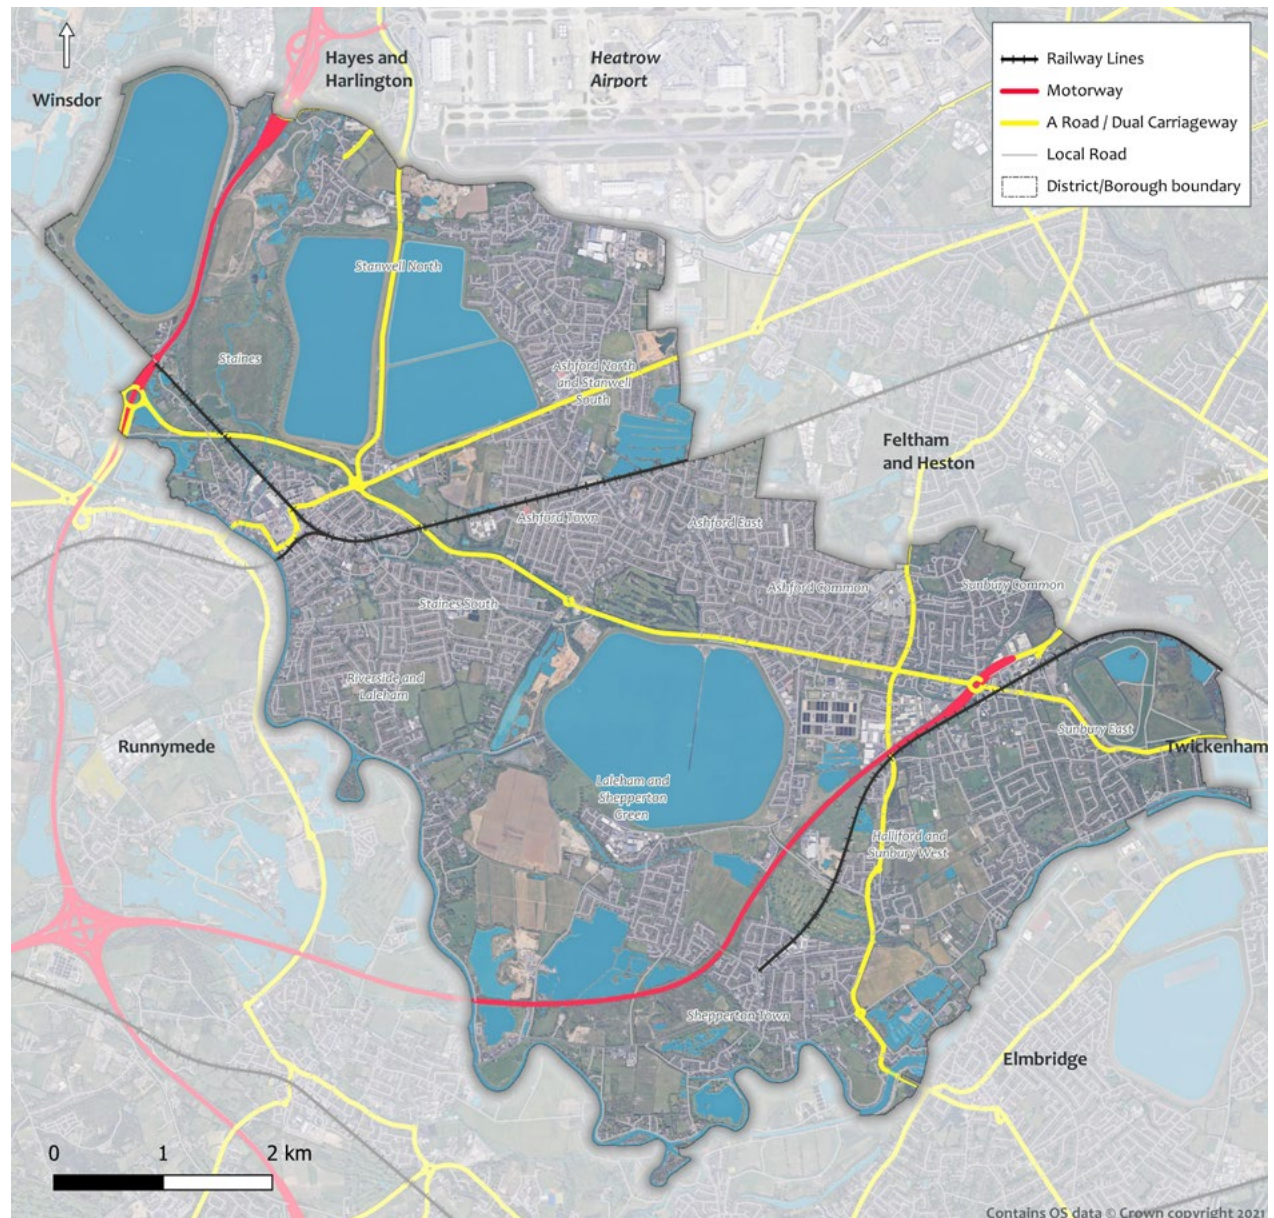 Hayes and
Harlington
Heatrow
Airport
Winsdor
Railway Lines
Motorway
A Road / Dual Carriageway
Local Road
District/Borough boundary
Stanwell North
Staines
Ashford North
and Stanwell
South
Feltham
and Heston
Ashford Town
Ashford East
Ashford Common
Sunbury Common
Staines South
Riverside and
Laleham
Sunbury East
Twickenham
Runnymede
Laleham and
Shepperton
Green
Halliford and
Sunbury West
Shepperton Town
Elmbridge
0 1 2 km
Contains OS data © Crown copyright 2021